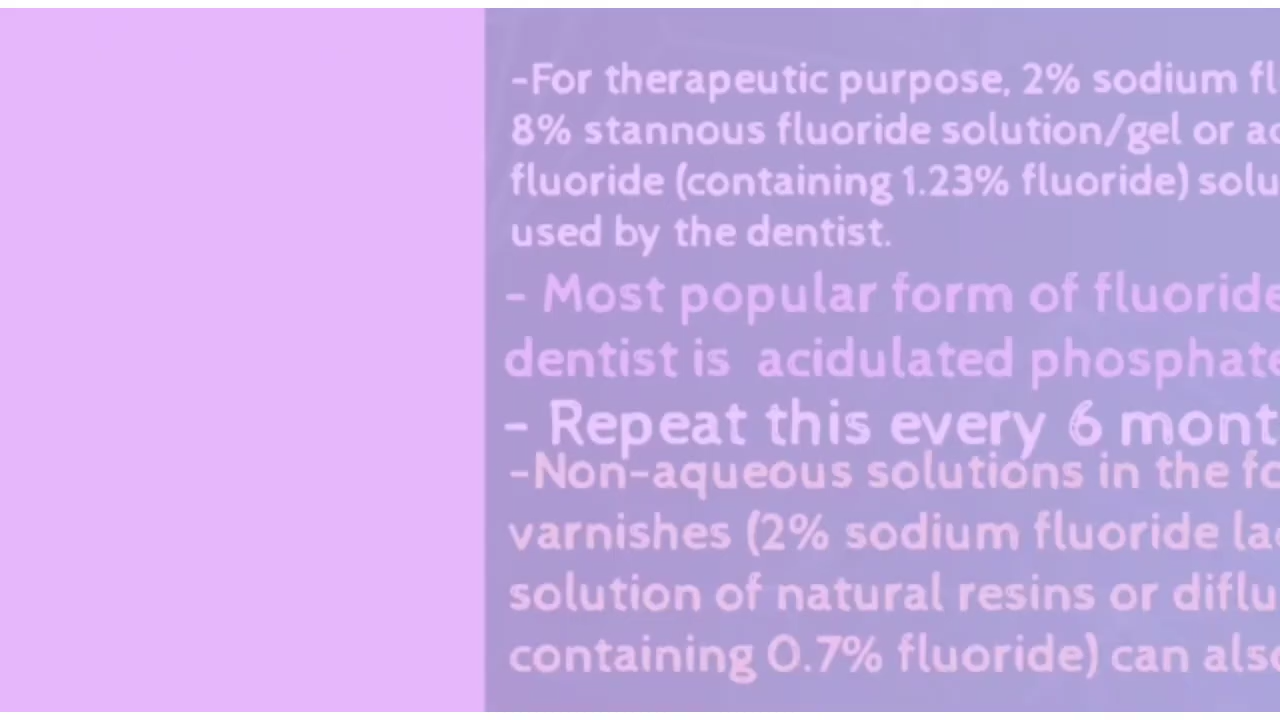 -For therapeutic purpose, 2% sodium fl
8% stannous fluoride solution/gel or ac
fluoride (containing 1.23% fluoride) solu
used by the dentist.
- Most popular form of fluoride
dentist is acidulated phosphate
- Repeat this every 6 mont
-Non-aqueous solutions in the fo
varnishes (2% sodium fluoride la
solution of natural resins or diflu
containing 0.7% fluoride) can also